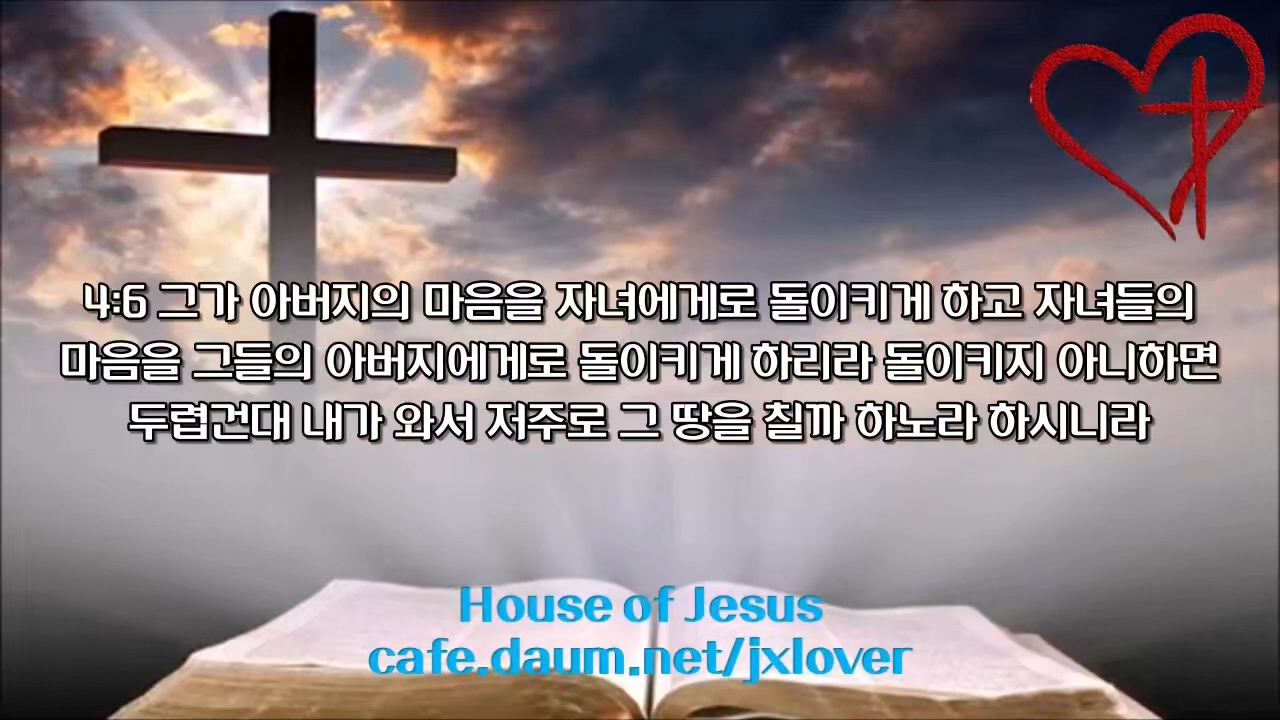 4:6 그가 아버지의 마음을 자녀에게로 돌이키게 하고 자녀들의
마음을 그들의 아버지에게로 돌이키게 하리라 돌이키지 아니하면
두렵건대 내가 와서 저주로 그 땅을 칠까 하노라 하시니라
House of Jesus
cafe.daum.net/jxlover